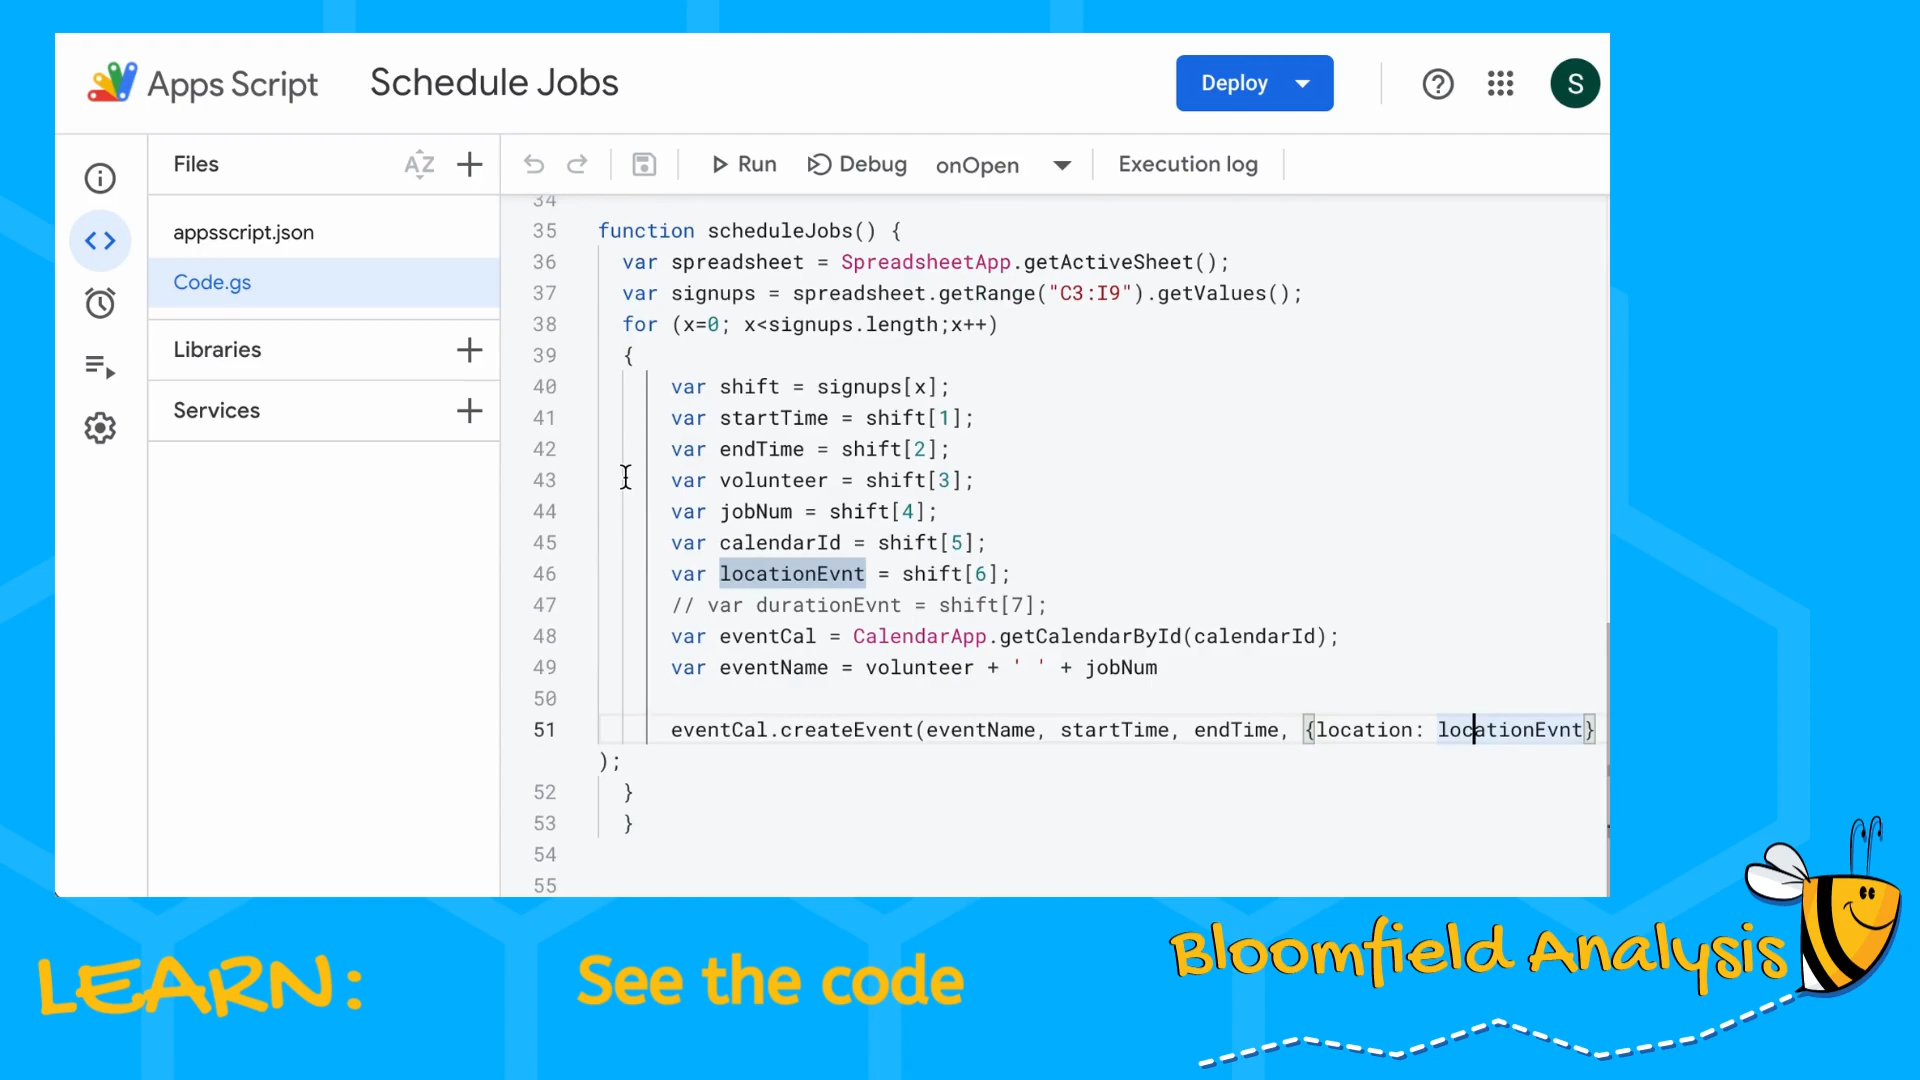 Apps Script
Schedule Jobs
Deploy
S
Files
AZ
Run
Debug
onOpen
Execution log
appsscript.json
Code.gs
Libraries
Services
34
35 function scheduleJobs() {
36 var spreadsheet = SpreadsheetApp.getActiveSheet();
37 var signups = spreadsheet.getRange("C3:I9").getValues();
38 for (x=0; x<signups.length;x++)
39 {
40 var shift = signups[x];
41 var startTime = shift[1];
42 var endTime = shift[2];
43 var volunteer = shift[3];
44 var jobNum = shift[4];
45 var calendarId = shift[5];
46 var locationEvnt = shift[6];
47 // var durationEvnt = shift[7];
48 var eventCal = CalendarApp.getCalendarById(calendarId);
49 var eventName = volunteer + ' ' + jobNum
50
51 eventCal.createEvent(eventName, startTime, endTime, {location: locationEvnt}
);
52 }
53 }
54
55
LEARN:
See the code
Bloomfield Analysis